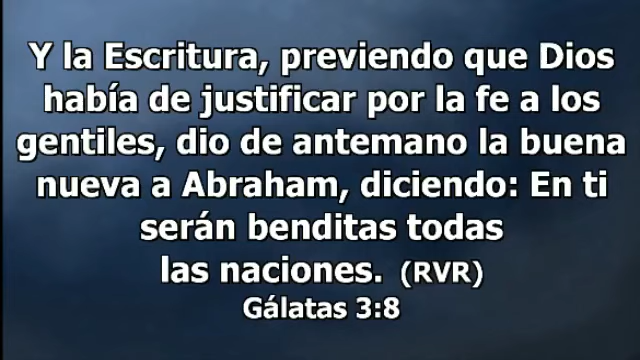 Y la Escritura, previendo que Dios
había de justificar por la fe a los
gentiles, dio de antemano la buena
nueva a Abraham, diciendo: En ti
serán benditas todas
las naciones. (RVR)
Gálatas 3:8